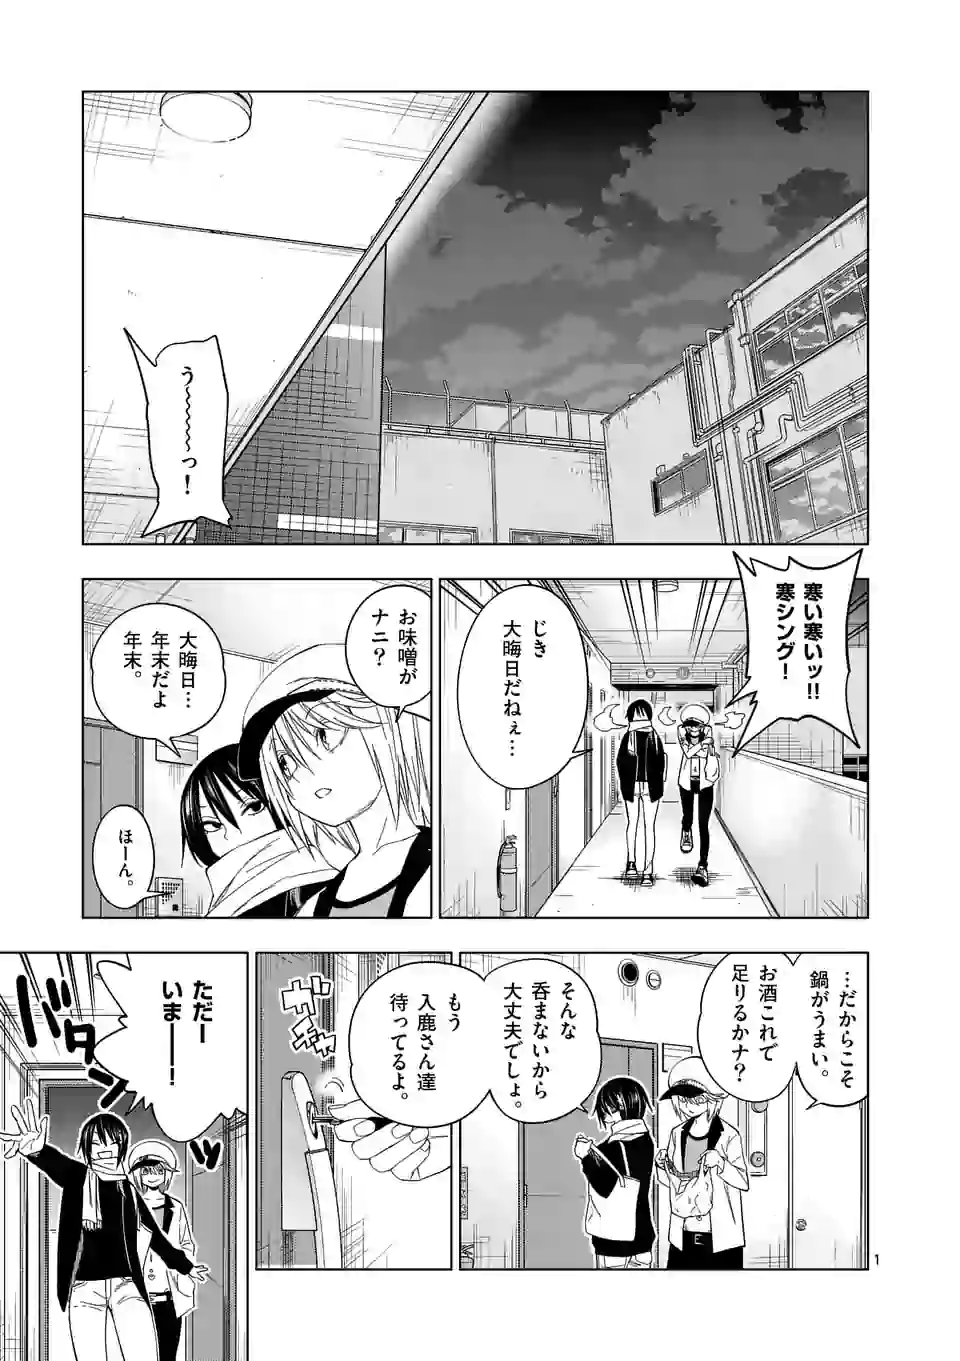 う〜〜〜〜っ！
寒い寒いッ!!
寒シング！
じき
大晦日だねぇ…
お味噌が
ナニ？
大晦日…
年末だよ
年末。
ほーん。
…だからこそ
鍋がうまい。
お酒これで
足りるかナ？
そんな
呑まないから
大丈夫でしょ。
もう
入鹿さん達
待ってるよ。
ガチャ
ただー
いまーー！
バタン
1